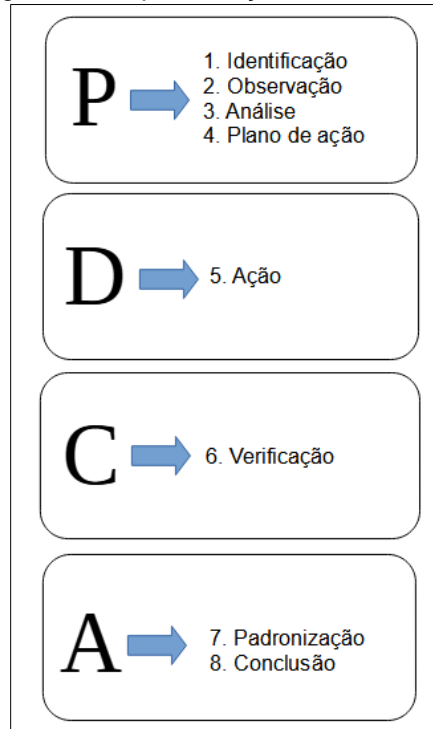 P
1. Identificação
2. Observação
3. Análise
4. Plano de ação
D
5. Ação
C
6. Verificação
A
7. Padronização
8. Conclusão